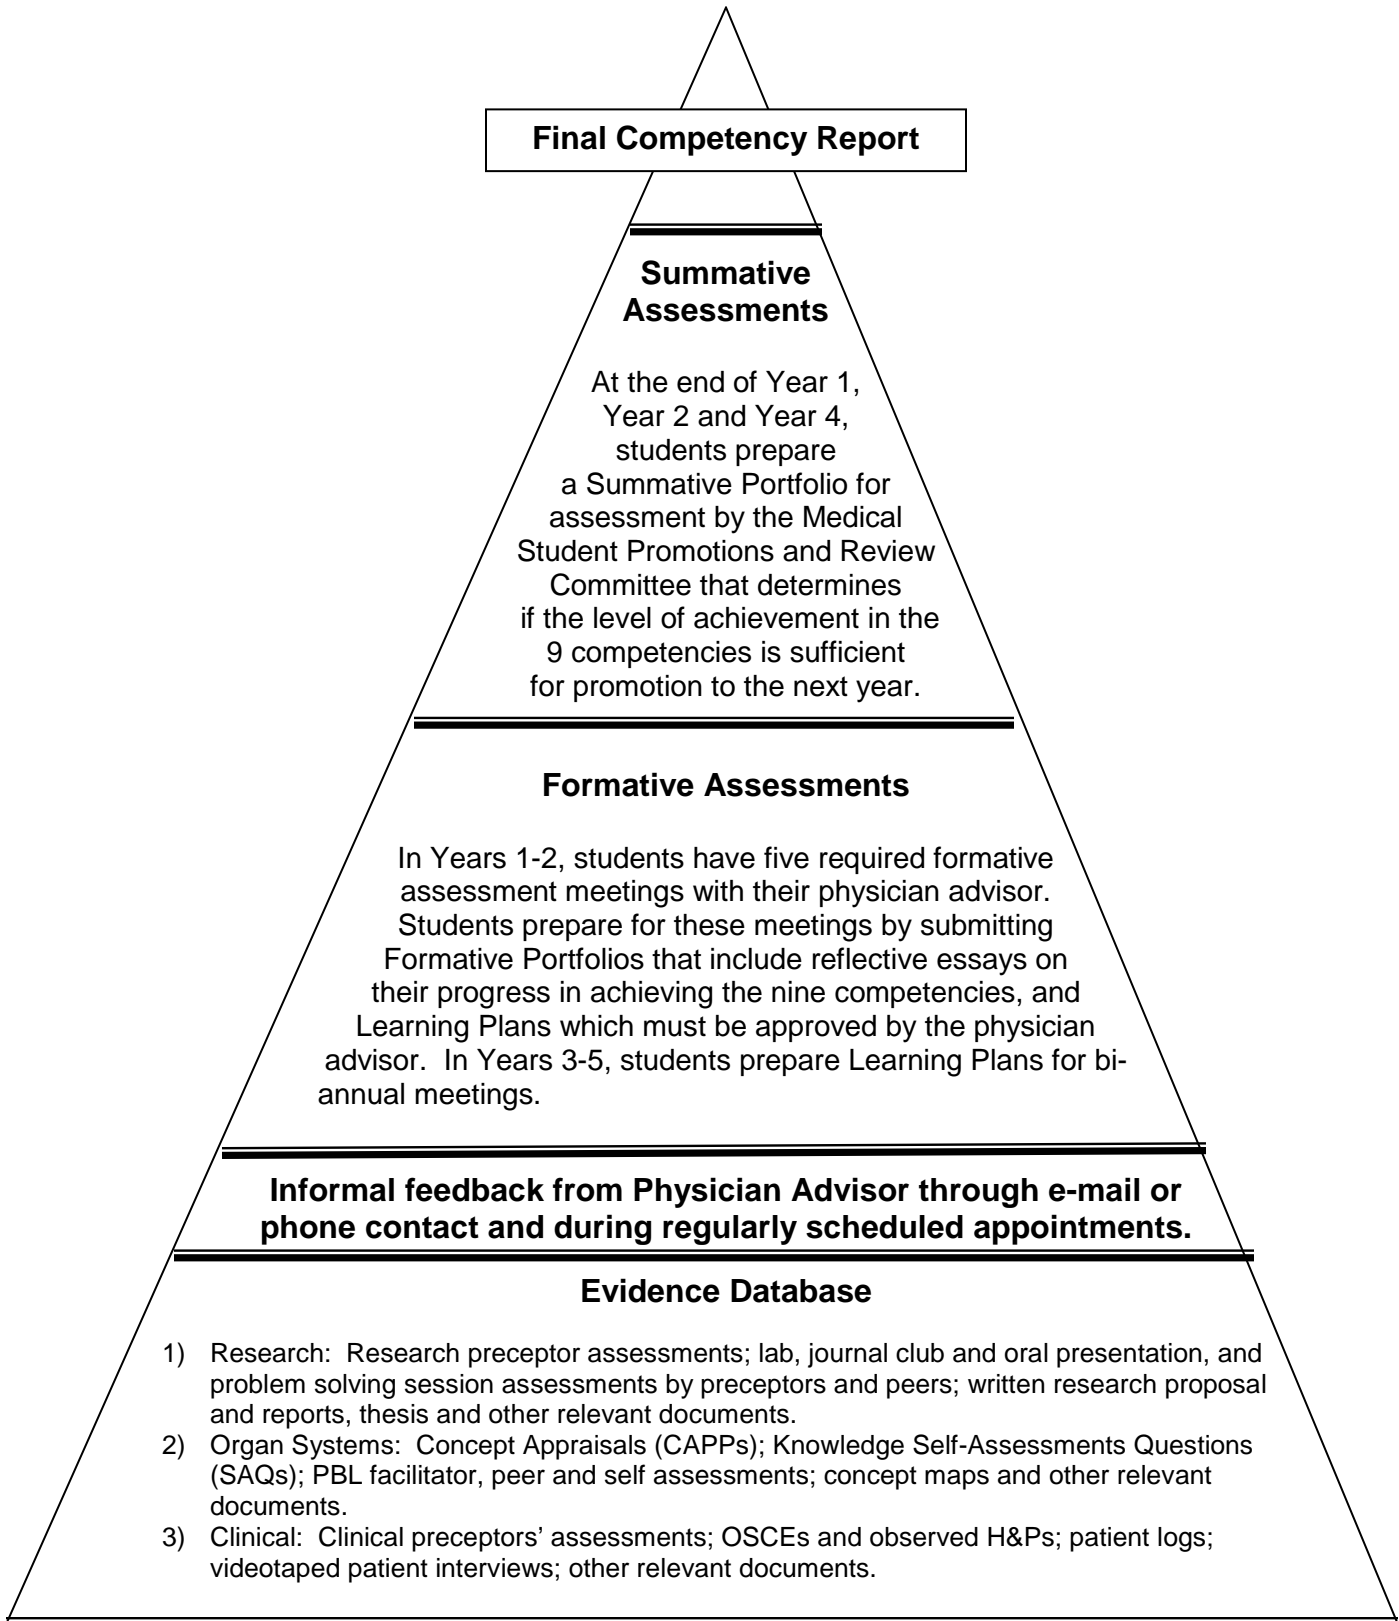 Final Competency Report
Summative
Assessments
At the end of Year 1,
Year 2 and Year 4,
students prepare
a Summative Portfolio for
assessment by the Medical
Student Promotions and Review
Committee that determines
if the level of achievement in the
9 competencies is sufficient
for promotion to the next year.
Formative Assessments
In Years 1-2, students have five required formative
assessment meetings with their physician advisor.
Students prepare for these meetings by submitting
Formative Portfolios that include reflective essays on
their progress in achieving the nine competencies, and
Learning Plans which must be approved by the physician
advisor.  In Years 3-5, students prepare Learning Plans for bi-
annual meetings.
Informal feedback from Physician Advisor through e-mail or
phone contact and during regularly scheduled appointments.
Evidence Database
1) Research:  Research preceptor assessments; lab, journal club and oral presentation, and
problem solving session assessments by preceptors and peers; written research proposal
and reports, thesis and other relevant documents.
2) Organ Systems:  Concept Appraisals (CAPPs); Knowledge Self-Assessments Questions
(SAQs); PBL facilitator, peer and self assessments; concept maps and other relevant
documents.
3) Clinical:  Clinical preceptors' assessments; OSCEs and observed H&Ps; patient logs;
videotaped patient interviews; other relevant documents.